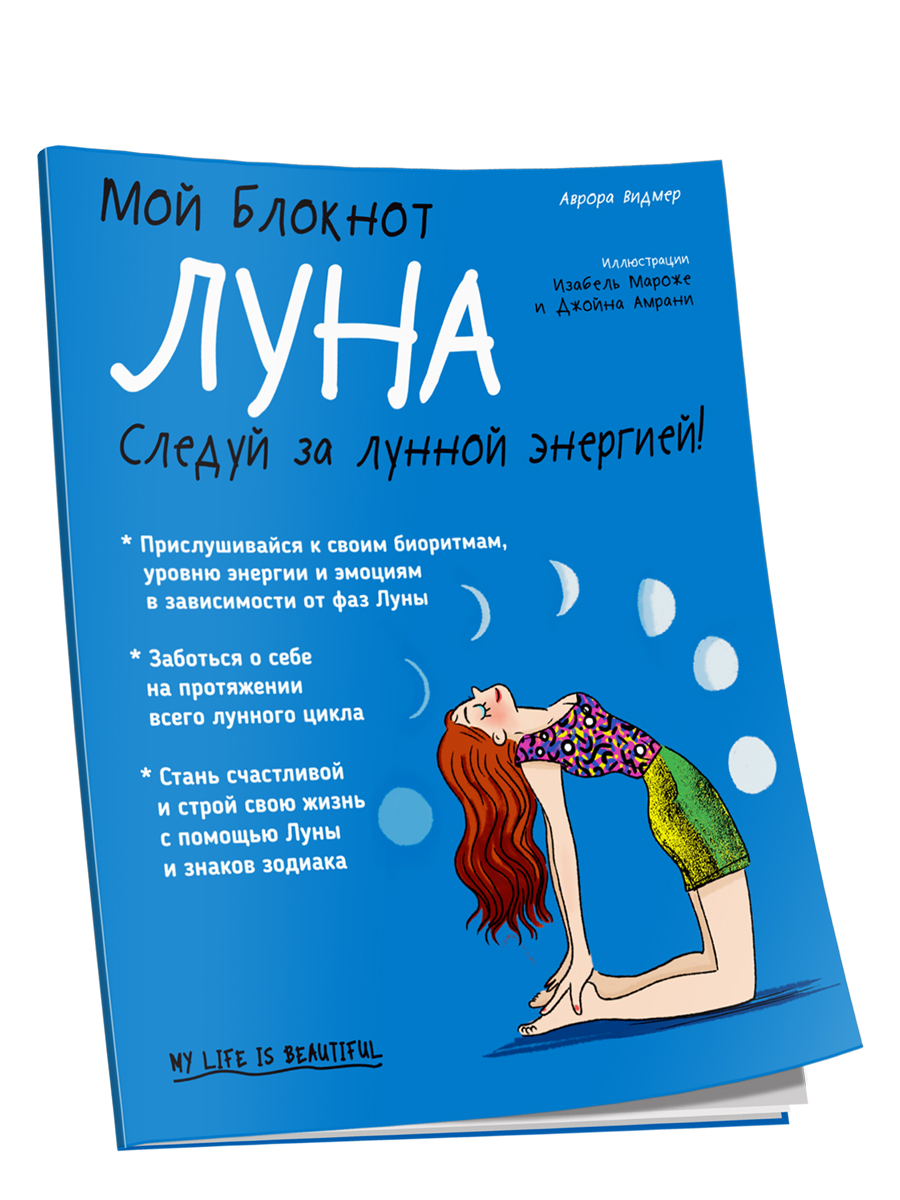 Мой Блокнот
Аврора Видмер
ЛУНА
Иллюстрации
Изабель Мароже
и Джойна Амрани
Следуй за лунной энергией!
* Прислушивайся к своим биоритмам,
уровню энергии и эмоциям
в зависимости от фаз Луны
* Заботься о себе
на протяжении
всего лунного цикла
* Стань счастливой
и строй свою жизнь
с помощью Луны
и знаков зодиака
MY LIFE IS BEAUTIFUL